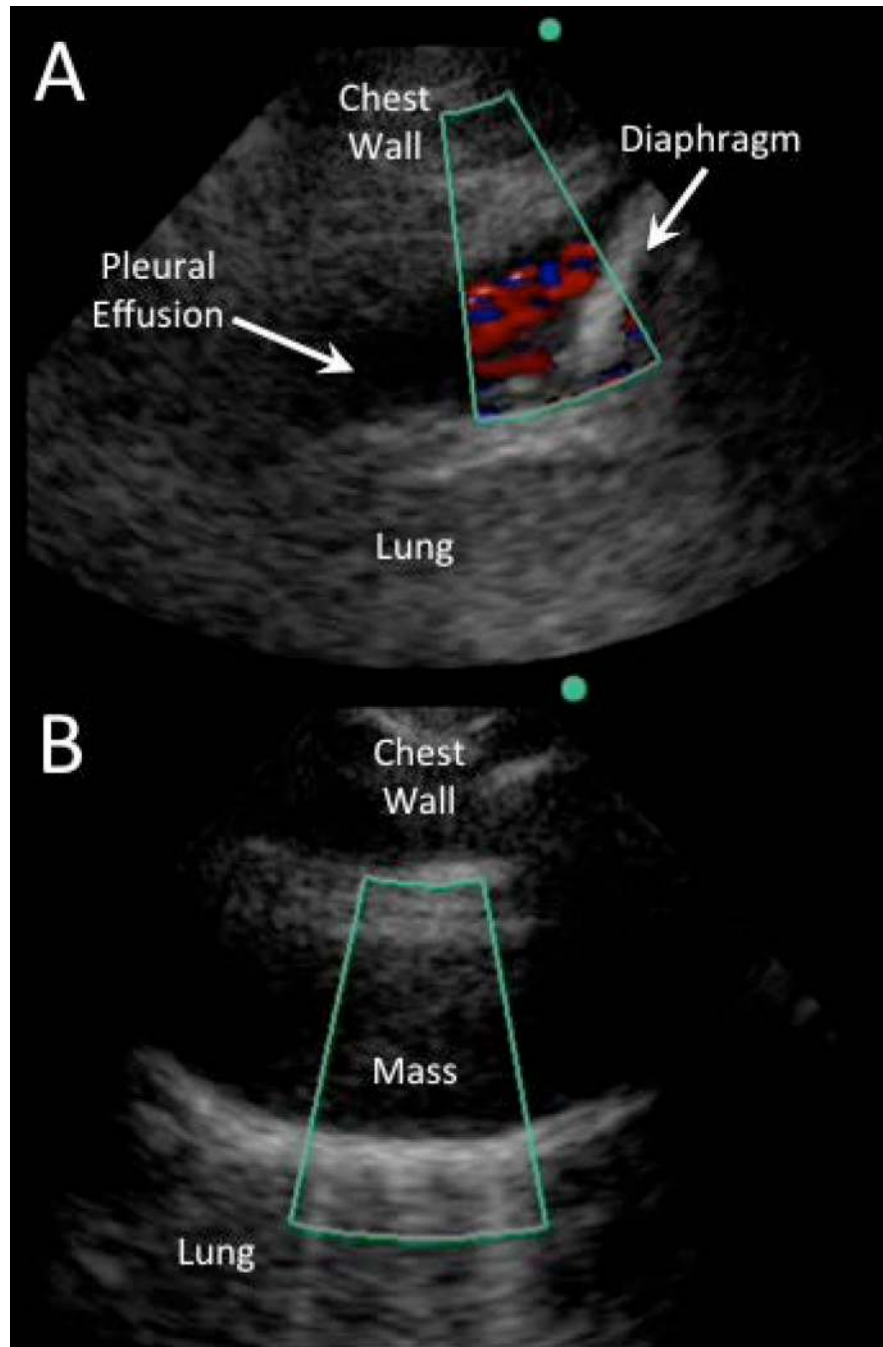 A
Chest
Wall
Diaphragm
Pleural
Effusion
Lung
B
Chest
Wall
Mass
Lung